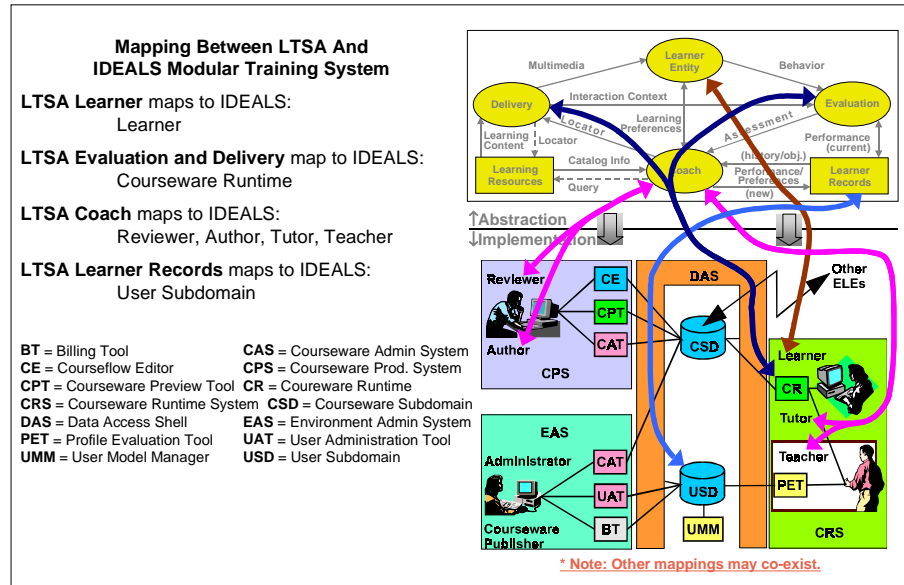 Mapping Between LTSA And
IDEALS Modular Training System
LTSA Learner maps to IDEALS:
Learner
LTSA Evaluation and Delivery map to IDEALS:
Courseware Runtime
LTSA Coach maps to IDEALS:
Reviewer, Author, Tutor, Teacher
LTSA Learner Records maps to IDEALS:
User Subdomain
BT = Billing Tool
CAS = Courseware Admin System
CE = Courseflow Editor
CPS = Courseware Prod. System
CPT = Courseware Preview Tool
CR = Coureware Runtime
CRS = Courseware Runtime System
CSD = Courseware Subdomain
DAS = Data Access Shell
EAS = Environment Admin System
PET = Profile Evaluation Tool
UAT = User Administration Tool
UMM = User Model Manager
USD = User Subdomain
Learner
Entity
Multimedia
Behavior
Delivery
Interaction Context
Evaluation
Learning
Preferences
Locator
Assessment
Learning
Content
Locator
Performance
(current)
Catalog Info
(history/obj.)
Learning
Resources
Coach
Performance/
Preferences
(new)
Learner
Records
Query
↑Abstraction
↓Implementation
Reviewer
CE
CPT
CAT
Author
CPS
DAS
CSD
Other
ELEs
Learner
CR
Tutor
Teacher
PET
CRS
EAS
Administrator
CAT
UAT
BT
Courseware
Publisher
USD
UMM
* Note: Other mappings may co-exist.